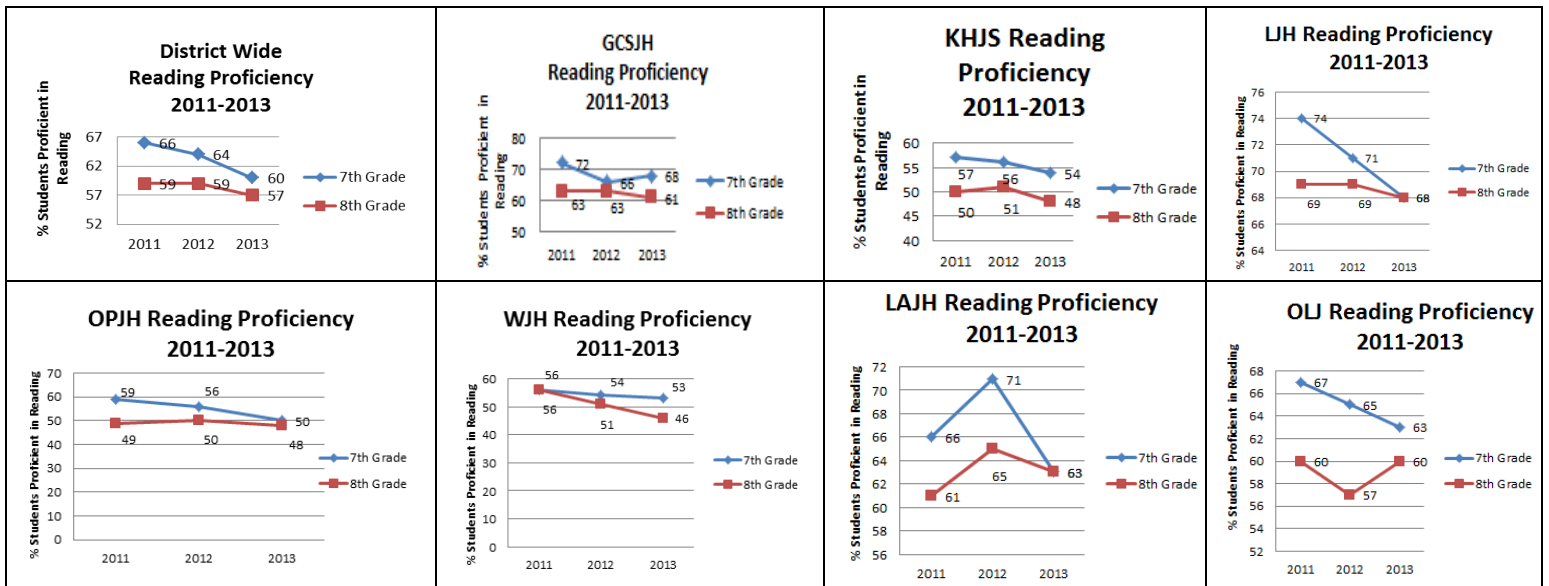 District Wide
Reading Proficiency
2011-2013
% Students Proficient in
Reading
67
62
57
52
66
64
60
59
59
57
2011 2012 2013
7th Grade
8th Grade
GCSJH
Reading Proficiency
2011-2013
% Students Proficient in
Reading
80
70
60
50
72
66
68
63
63
61
2011 2012 2013
7th Grade
8th Grade
KHJS Reading
Proficiency
2011-2013
% Students Proficient in
Reading
60
55
50
45
40
57
56
54
50
51
48
2011 2012 2013
7th Grade
8th Grade
LJH Reading Proficiency
2011-2013
% Students Proficient in Reading
76
74
72
70
68
66
64
74
71
69
69
68
2011 2012 2013
7th Grade
8th Grade
OPJH Reading Proficiency
2011-2013
% Students Proficient in Reading
70
60
50
40
30
20
10
0
59
56
50
49
50
48
2011 2012 2013
7th Grade
8th Grade
WJH Reading Proficiency
2011-2013
% Students Proficient in Reading
60
50
40
30
20
10
0
56
54
53
56
51
46
2011 2012 2013
7th Grade
8th Grade
LAJH Reading Proficiency
2011-2013
% Students Proficient in Reading
72
70
68
66
64
62
60
58
56
66
71
63
61
65
2011 2012 2013
7th Grade
8th Grade
OLJ Reading Proficiency
2011-2013
% Students Proficient in Reading
68
66
64
62
60
58
56
54
52
67
65
63
60
57
60
2011 2012 2013
7th Grade
8th Grade